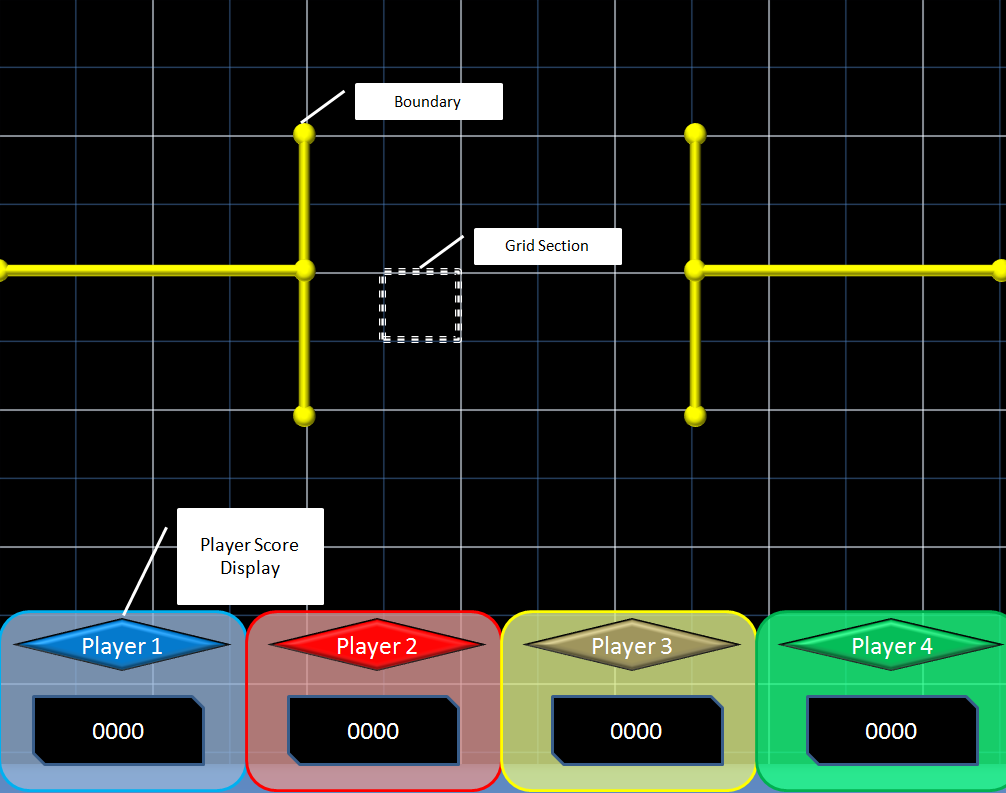 Boundary
Grid Section
Player Score
Display
Player 1
Player 2
Player 3
Player 4
0000
0000
0000
0000